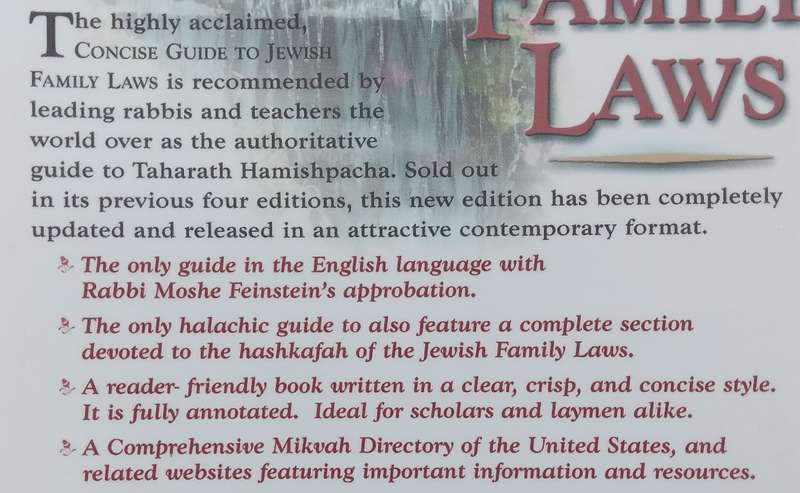 FAMILY
LAWS
The highly acclaimed,
CONCISE GUIDE TO JEWISH
FAMILY LAWS is recommended by
leading rabbis and teachers the
world over as the authoritative
guide to Taharath Hamishpacha. Sold out
in its previous four editions, this new edition has been completely
updated and released in an attractive contemporary format.
The only guide in the English language with
Rabbi Moshe Feinstein's approbation.
The only halachic guide to also feature a complete section
devoted to the hashkafah of the Jewish Family Laws.
A reader- friendly book written in a clear, crisp, and concise style.
It is fully annotated. Ideal for scholars and laymen alike.
A Comprehensive Mikvah Directory of the United States, and
related websites featuring important information and resources.